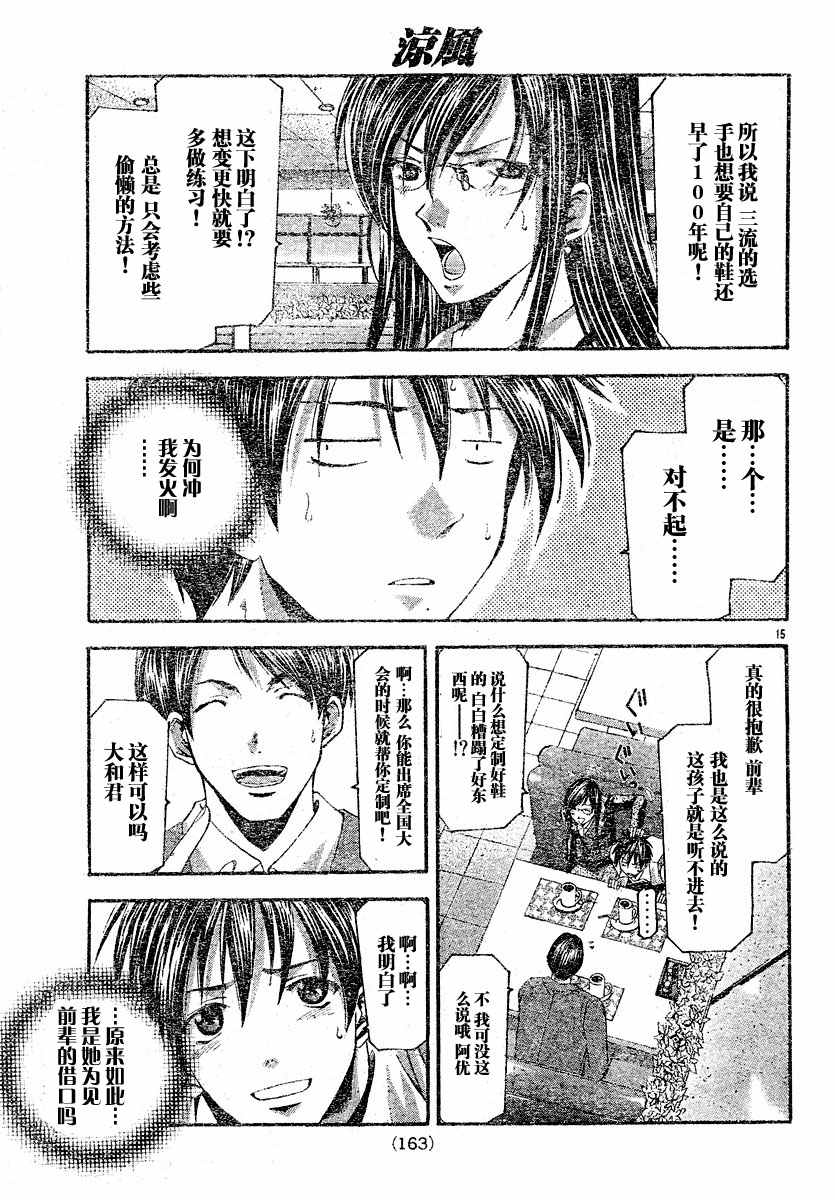 涼風
所以我说 三流的选
手也想要自己的鞋还
早了100年呢！
这下明白了!?
想变更快就要
多做练习！
总是 只会考虑些
偷懒的方法！
那…个…
是……
对不起……
为何冲
我发火啊
……
15
真的很抱歉 前辈
我也是这么说的
这孩子就是听不进去！
说什么想定制好鞋
的 白白糟蹋了好东
西呢——!?
……
不 我可没这
么说哦 阿优
啊…那么 你能出席全国大
会的时候就帮你定制吧！
这样可以吗
大和君
啊…啊…
我明白了
…原来如此…
我是她为见
前辈的借口吗
(163)